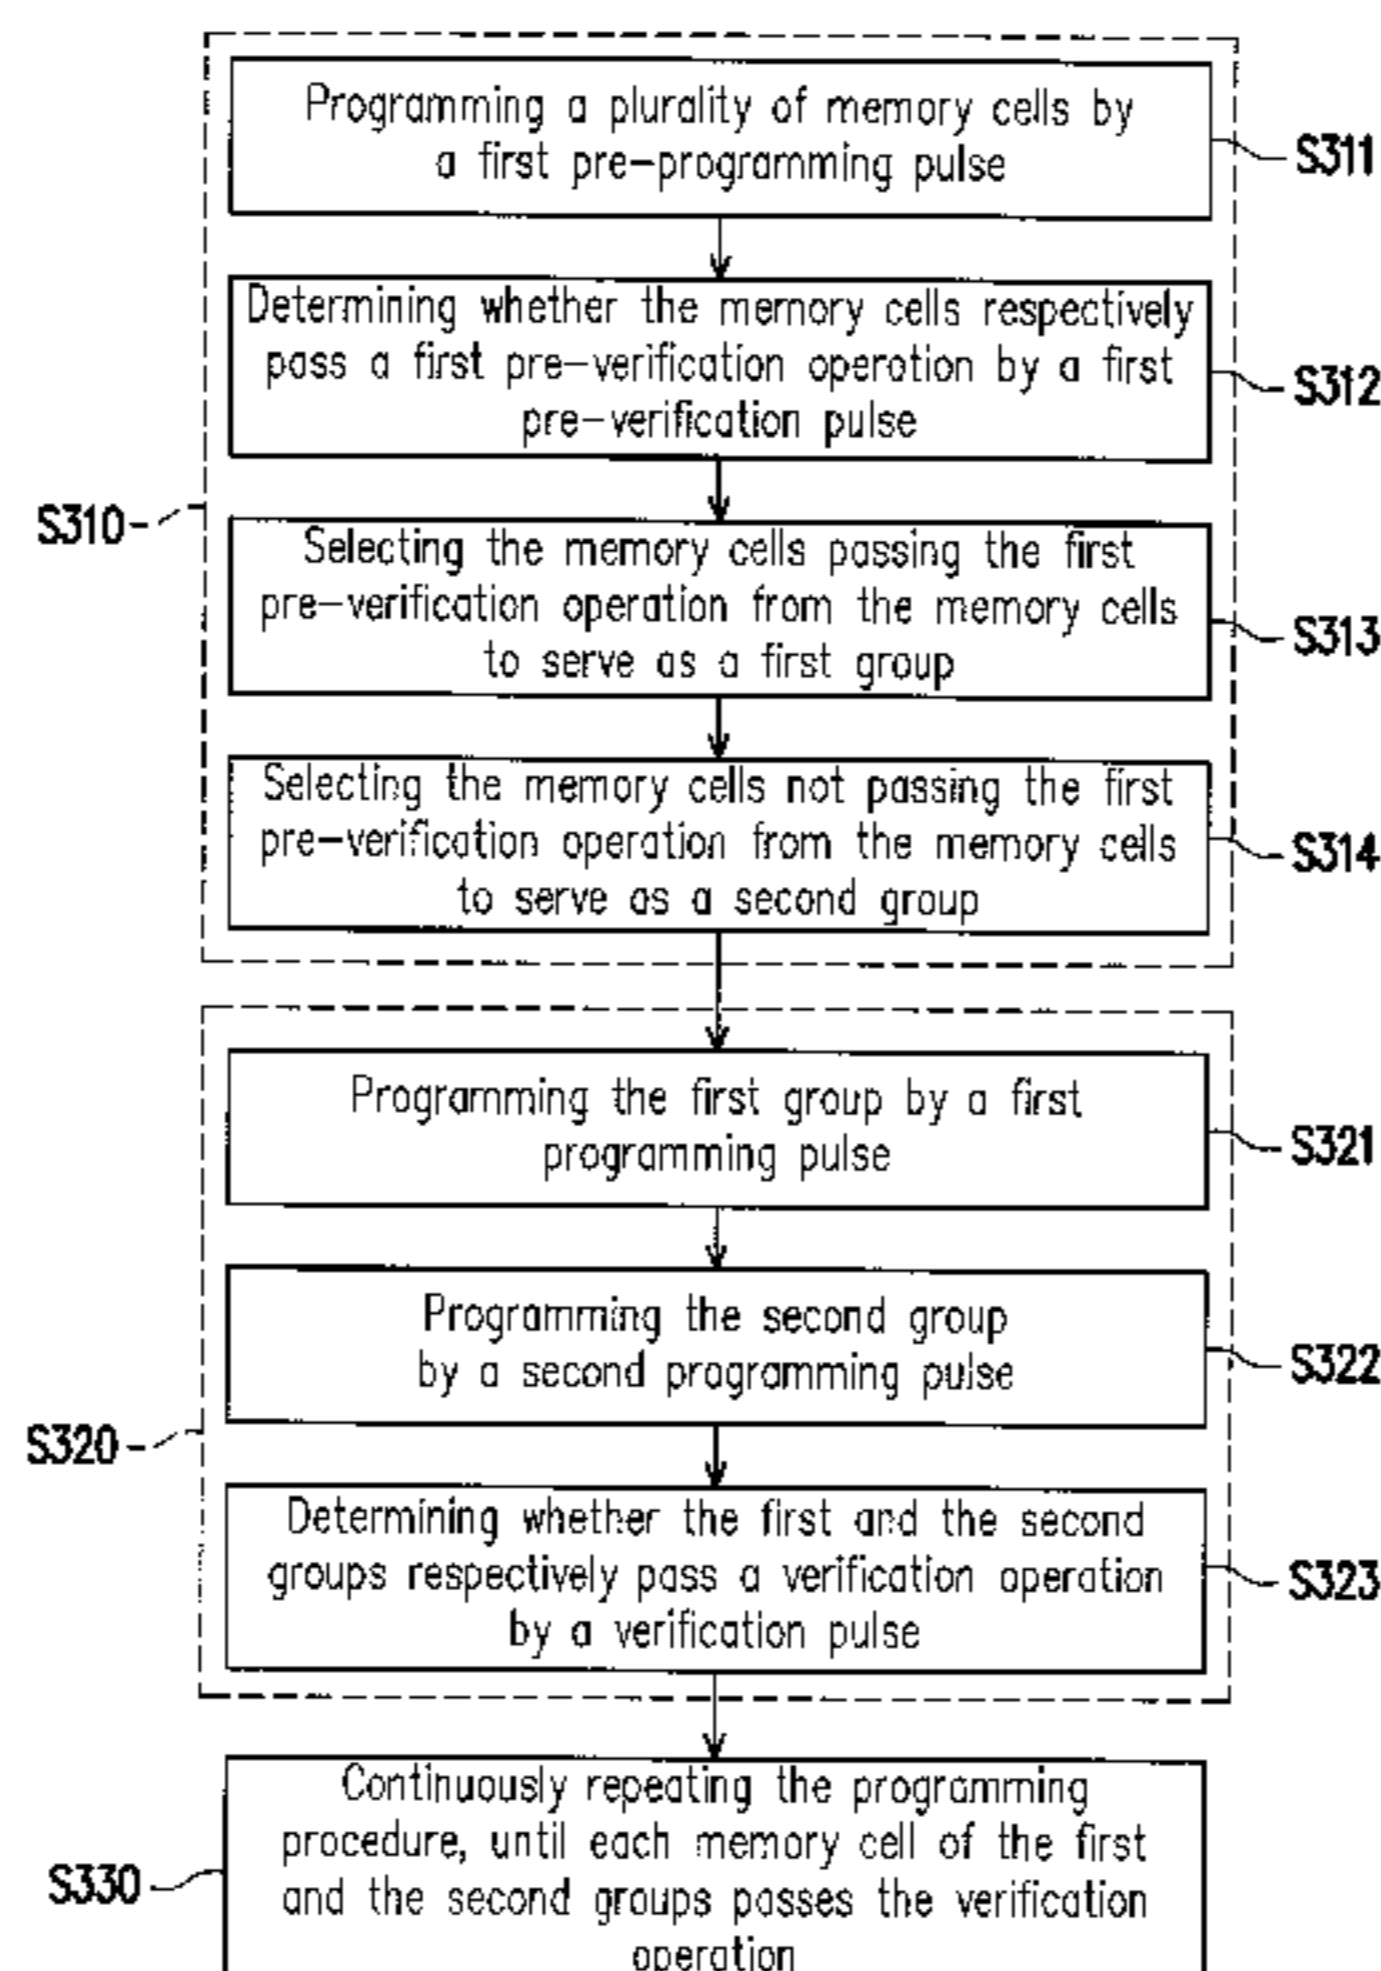 Programming a plurality of memory cells by
a first pre-programming pulse
S311
Determining whether the memory cells respectively
pass a first pre-verification operation by a first
pre-verification pulse
S312
S310
Selecting the memory cells passing the first
pre-verification operation from the memory cells
to serve as a first group
S313
Selecting the memory cells not passing the first
pre-verification operation from the memory cells
to serve as a second group
S314
Programming the first group by a first
programming pulse
S321
Programming the second group
by a second programming pulse
S322
S320
Determining whether the first and the second
groups respectively pass a verification operation
by a verification pulse
S323
Continuously repeating the programming
procedure, until each memory cell of the first
and the second groups passes the verification
operation
S330